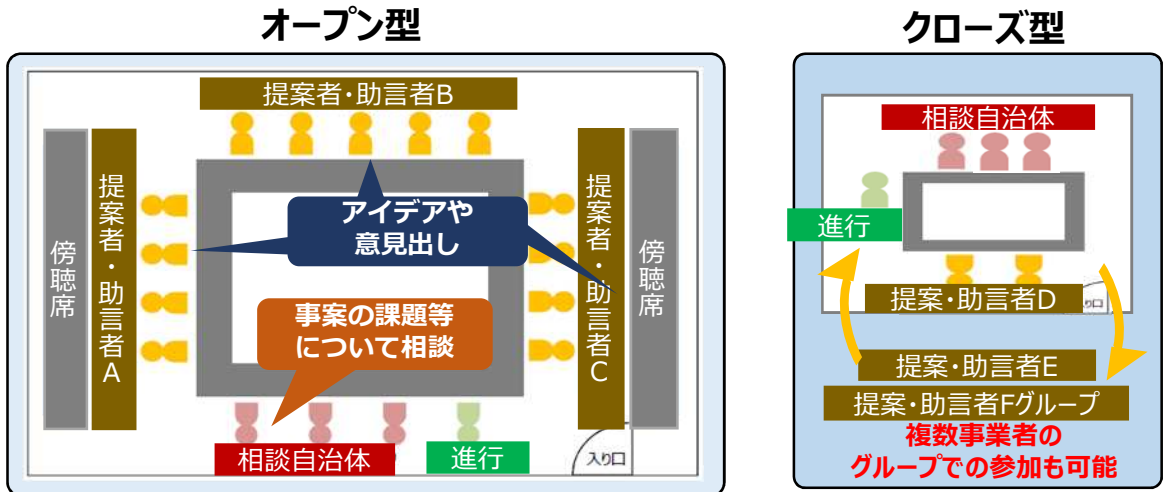 オープン型
提案者・助言者B
傍聴席
提案者・助言者A
アイデアや
意見出し
提案者・助言者C
傍聴席
事案の課題等
について相談
相談自治体
進行
入り口
クローズ型
相談自治体
進行
提案・助言者D
提案・助言者E
提案・助言者Fグループ
複数事業者の
グループでの参加も可能